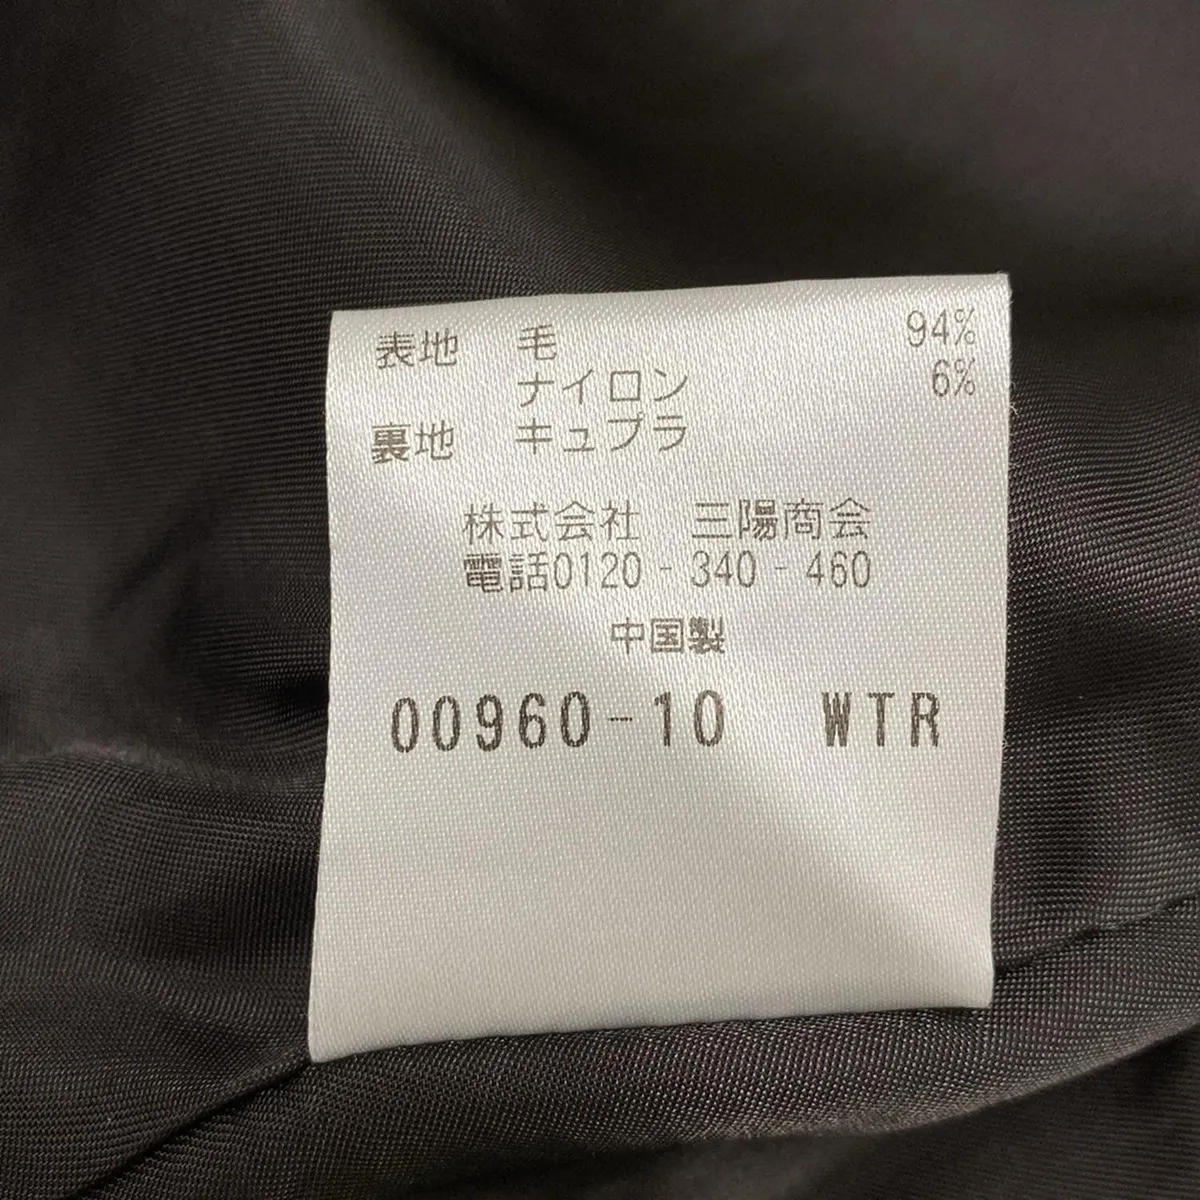 表地 毛 94%
ナイロン 6%
裏地 キュプラ
株式会社 三陽商会
電話0120-340-460
中国製
00960-10 WTR